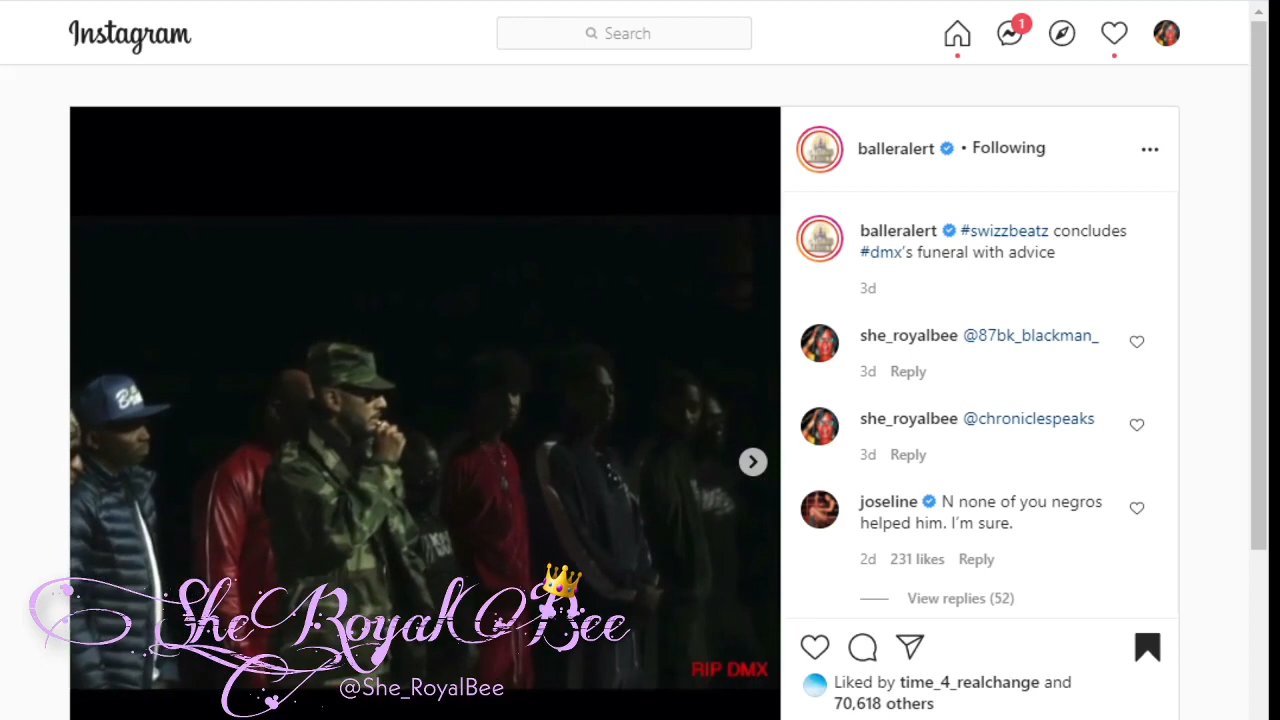 Instagram
Search
1
balleralert • Following
balleralert #swizzbeatz concludes
#dmx's funeral with advice
3d
she_royalbee @87bk_blackman_
3d Reply
she_royalbee @chroniclespeaks
3d Reply
joseline N none of you negros
helped him. I'm sure.
2d 231 likes Reply
View replies (52)
Liked by time_4_realchange and
70,618 others
SheRoyalBee
@She_RoyalBee
RIP DMX